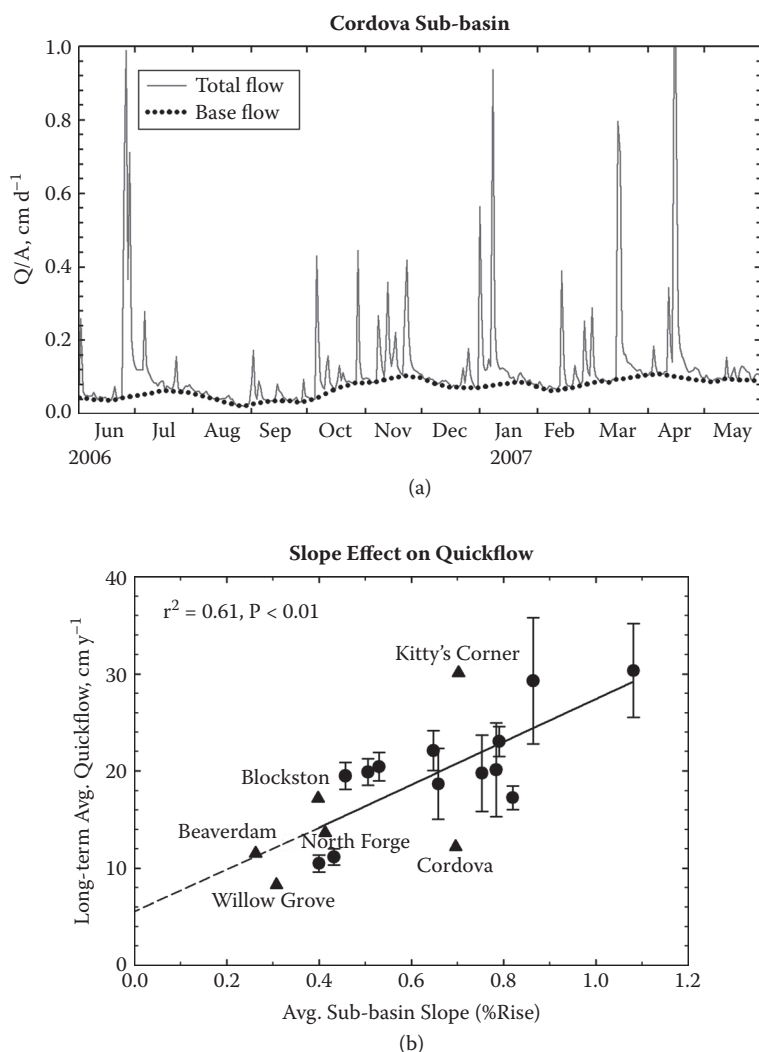 Cordova Sub-basin
1.0
0.8
0.6
0.4
0.2
0.0
Q/A, cm d⁻¹
Total flow
Base flow
Jun Jul Aug Sep Oct Nov Dec Jan Feb Mar Apr May
2006 2007
(a)
Slope Effect on Quickflow
40
30
20
10
0
Long-term Avg. Quickflow, cm y⁻¹
r² = 0.61, P < 0.01
Kitty's Corner
Blockston
Beaverdam
North Forge
Cordova
Willow Grove
0.0 0.2 0.4 0.6 0.8 1.0 1.2
Avg. Sub-basin Slope (%Rise)
(b)